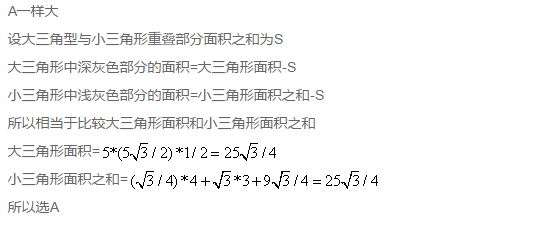 A一样大
设大三角型与小三角形重叠部分面积之和为S
大三角形中深灰色部分的面积=大三角形面积-S
小三角形中浅灰色部分的面积=小三角形面积之和-S
所以相当于比较大三角形面积和小三角形面积之和
大三角形面积=5*(5√3/2)*1/2=25√3/4
小三角形面积之和=(√3/4)*4+√3*3+9√3/4=25√3/4
所以选A